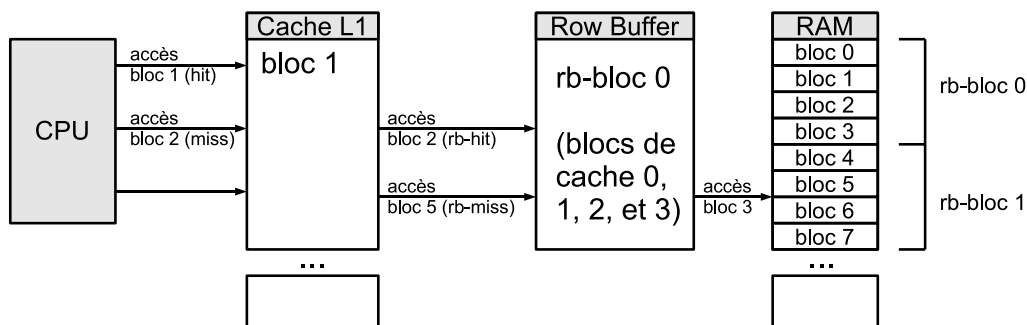 Cache L1
Row Buffer
RAM
CPU
accès
bloc 1 (hit)
accès
bloc 2 (miss)
bloc 1
accès
bloc 2 (rb-hit)
accès
bloc 5 (rb-miss)
rb-bloc 0
(blocs de
cache 0,
1, 2, et 3)
accès
bloc 3
bloc 0
bloc 1
bloc 2
bloc 3
bloc 4
bloc 5
bloc 6
bloc 7
rb-bloc 0
rb-bloc 1
...
...